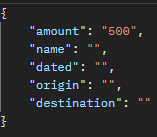 {
"amount": "500",
"name": "",
"dated": "",
"origin": "",
"destination": ""
}